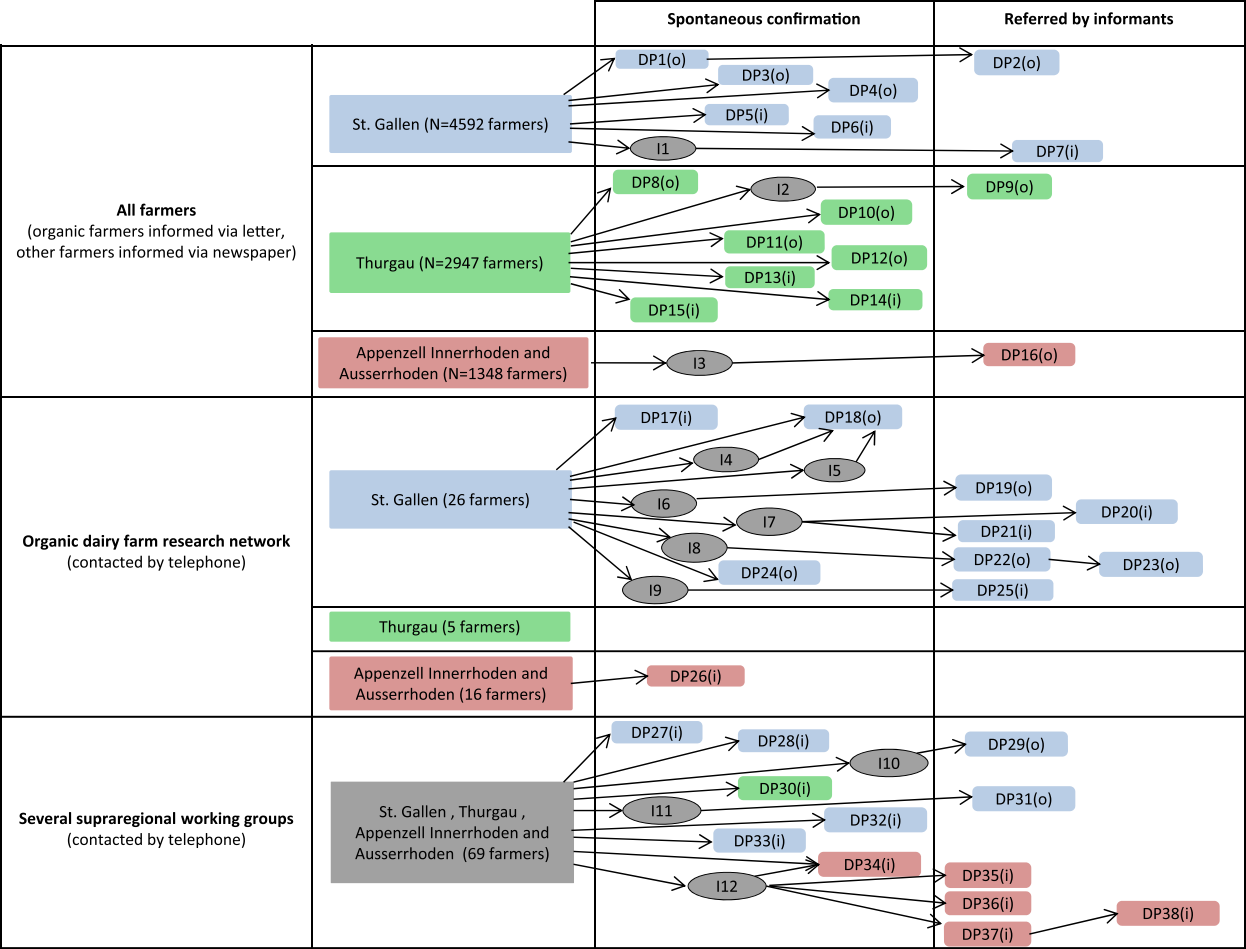 Spontaneous confirmation
Referred by informants
All farmers
(organic farmers informed via letter,
other farmers informed via newspaper)
St. Gallen (N=4592 farmers)
DP1(o)
DP2(o)
DP3(o)
DP4(o)
DP5(i)
DP6(i)
I1
DP7(i)
Thurgau (N=2947 farmers)
DP8(o)
I2
DP9(o)
DP10(o)
DP11(o)
DP12(o)
DP13(i)
DP14(i)
DP15(i)
Appenzell Innerrhoden and
Ausserrhoden (N=1348 farmers)
I3
DP16(o)
Organic dairy farm research network
(contacted by telephone)
St. Gallen (26 farmers)
DP17(i)
DP18(o)
I4
I5
I6
DP19(o)
I7
DP20(i)
DP21(i)
I8
DP22(o)
DP23(o)
DP24(o)
I9
DP25(i)
Thurgau (5 farmers)
Appenzell Innerrhoden and
Ausserrhoden (16 farmers)
DP26(i)
Several supraregional working groups
(contacted by telephone)
St. Gallen , Thurgau ,
Appenzell Innerrhoden and
Ausserrhoden (69 farmers)
DP27(i)
DP28(i)
I10
DP29(o)
DP30(i)
I11
DP31(o)
DP32(i)
DP33(i)
DP34(i)
I12
DP35(i)
DP36(i)
DP37(i)
DP38(i)